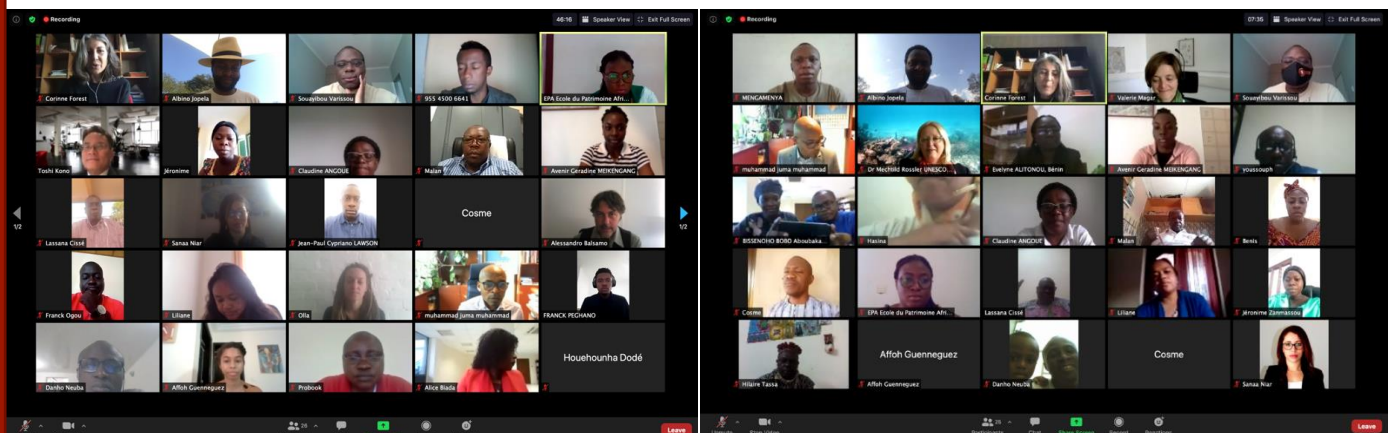 Recording
46:16 Speaker View Exit Full Screen
Corinne Forest
Albino Jopela
Souayibou Varissou
955 4500 6641
EPA Ecole du Patrimoine Afri...
Toshi Kono
Jéronime
Claudine ANGOUE
Malan
Avenir Geradine MEIKENGANG
1/2
Lassana Cissé
Sanaa Niar
Jean-Paul Cypriano LAWSON
Cosme
Alessandro Balsamo
1/2
Franck Ogou
Liliane
Olla
muhammad juma muhammad
FRANCK PEGHANO
Danho Neuba
Affoh Guenneguez
Probook
Alice Biada
Houehounha Dodé
26
Leave
Recording
07:35 Speaker View Exit Full Screen
MENGAMENYA
Albino Jopela
Corinne Forest
Valerie Magar
Souayibou Varissou
muhammad juma muhammad
Dr Mechtild Rossler UNESCO...
Evelyne ALITONOU, Bénin
Avenir Geradine MEIKENGANG
youssouph
BISSENOHO BOBO Aboubaka...
Hasina
Claudine ANGOUE
Malan
Benis
Cosme
EPA Ecole du Patrimoine Afri...
Lassana Cissé
Liliane
Jéronime Zanmassou
Hilaire Tassa
Affoh Guenneguez
Affoh Guenneguez
Danho Neuba
Cosme
Sanaa Niar
Leave